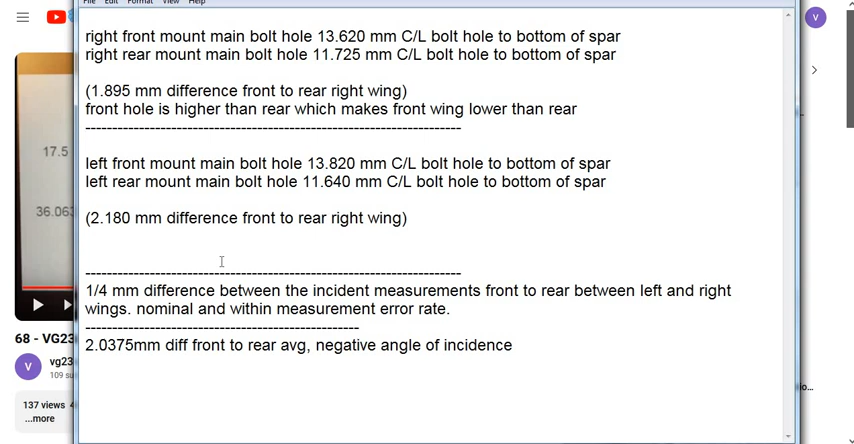 File Edit Format View Help
right front mount main bolt hole 13.620 mm C/L bolt hole to bottom of spar
right rear mount main bolt hole 11.725 mm C/L bolt hole to bottom of spar
(1.895 mm difference front to rear right wing)
front hole is higher than rear which makes front wing lower than rear
----------------------------------------------------------------
left front mount main bolt hole 13.820 mm C/L bolt hole to bottom of spar
left rear mount main bolt hole 11.640 mm C/L bolt hole to bottom of spar
(2.180 mm difference front to rear right wing)
----------------------------------------------------------------
1/4 mm difference between the incident measurements front to rear between left and right
wings. nominal and within measurement error rate.
----------------------------------------------
2.0375mm diff front to rear avg, negative angle of incidence
17.5
36.063
68 - VG23
V
vg23
109 su
137 views
...more
V